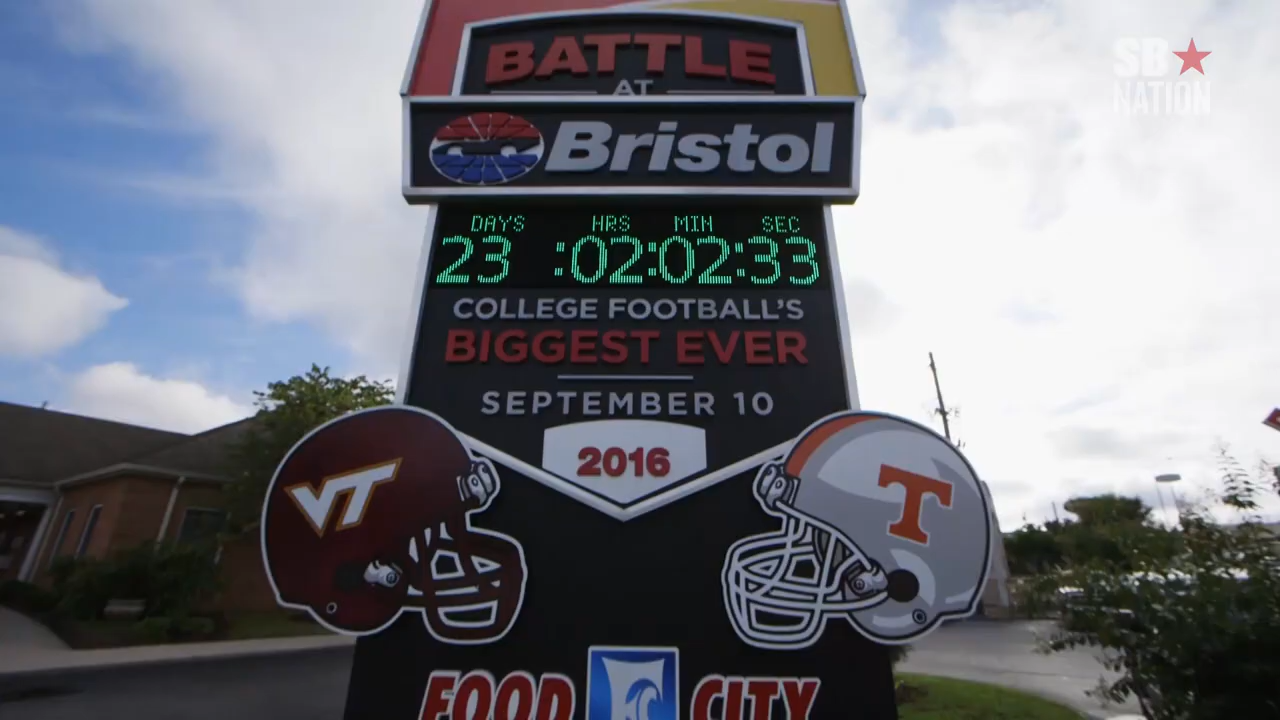 BATTLE
AT
Bristol
DAYS HRS MIN SEC
23 :02:02:33
COLLEGE FOOTBALL'S
BIGGEST EVER
SEPTEMBER 10
2016
VT
T
FOOD FC CITY
SB
NATION